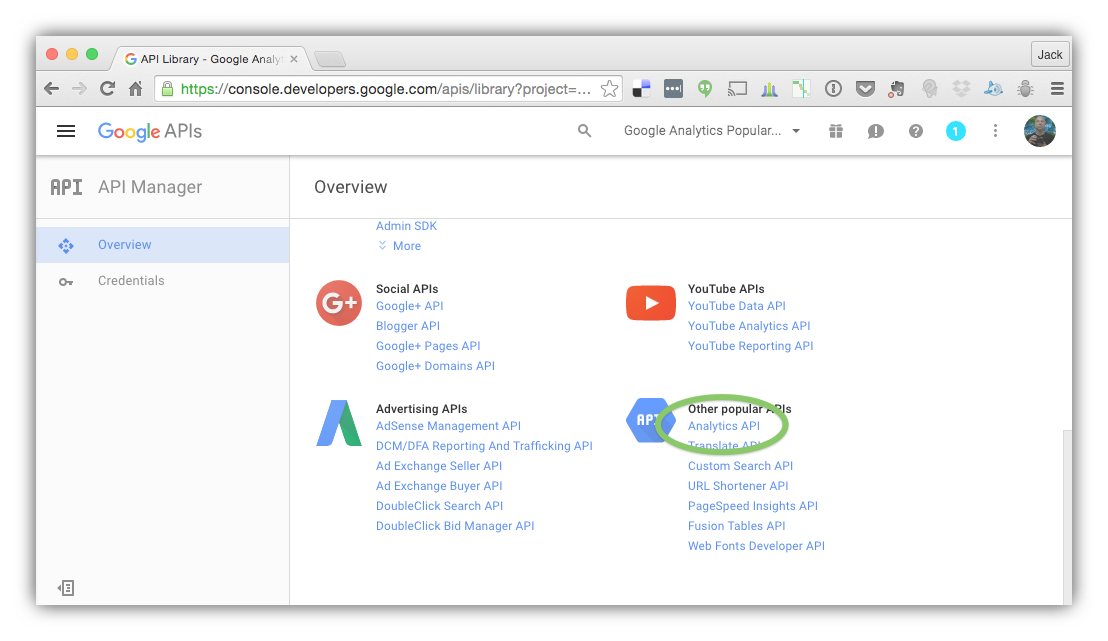 API Library - Google Analy
Jack
https://console.developers.google.com/apis/library?project=...
Google APIs
Google Analytics Popular...
1
API API Manager
Overview
Overview
Credentials
Admin SDK
More
G+
Social APIs
Google+ API
Blogger API
Google+ Pages API
Google+ Domains API
YouTube APIs
YouTube Data API
YouTube Analytics API
YouTube Reporting API
Advertising APIs
AdSense Management API
DCM/DFA Reporting And Trafficking API
Ad Exchange Seller API
Ad Exchange Buyer API
DoubleClick Search API
DoubleClick Bid Manager API
API
Other popular APIs
Analytics API
Translate API
Custom Search API
URL Shortener API
PageSpeed Insights API
Fusion Tables API
Web Fonts Developer API